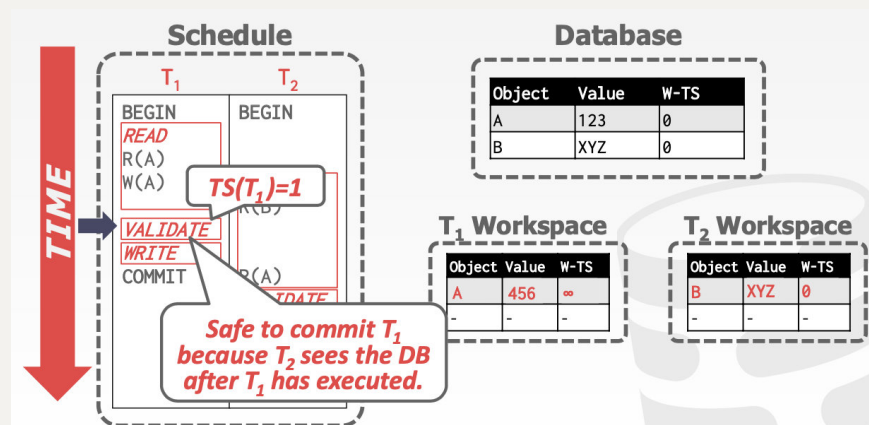 Schedule
Database
TIME
T1
T2
BEGIN
READ
R(A)
W(A)
VALIDATE
WRITE
COMMIT
BEGIN
R(B)
R(A)
TS(T1)=1
Safe to commit T1
because T2 sees the DB
after T1 has executed.
Object Value W-TS
A 123 0
B XYZ 0
T1 Workspace
Object Value W-TS
A 456 ∞
- - -
T2 Workspace
Object Value W-TS
B XYZ 0
- - -